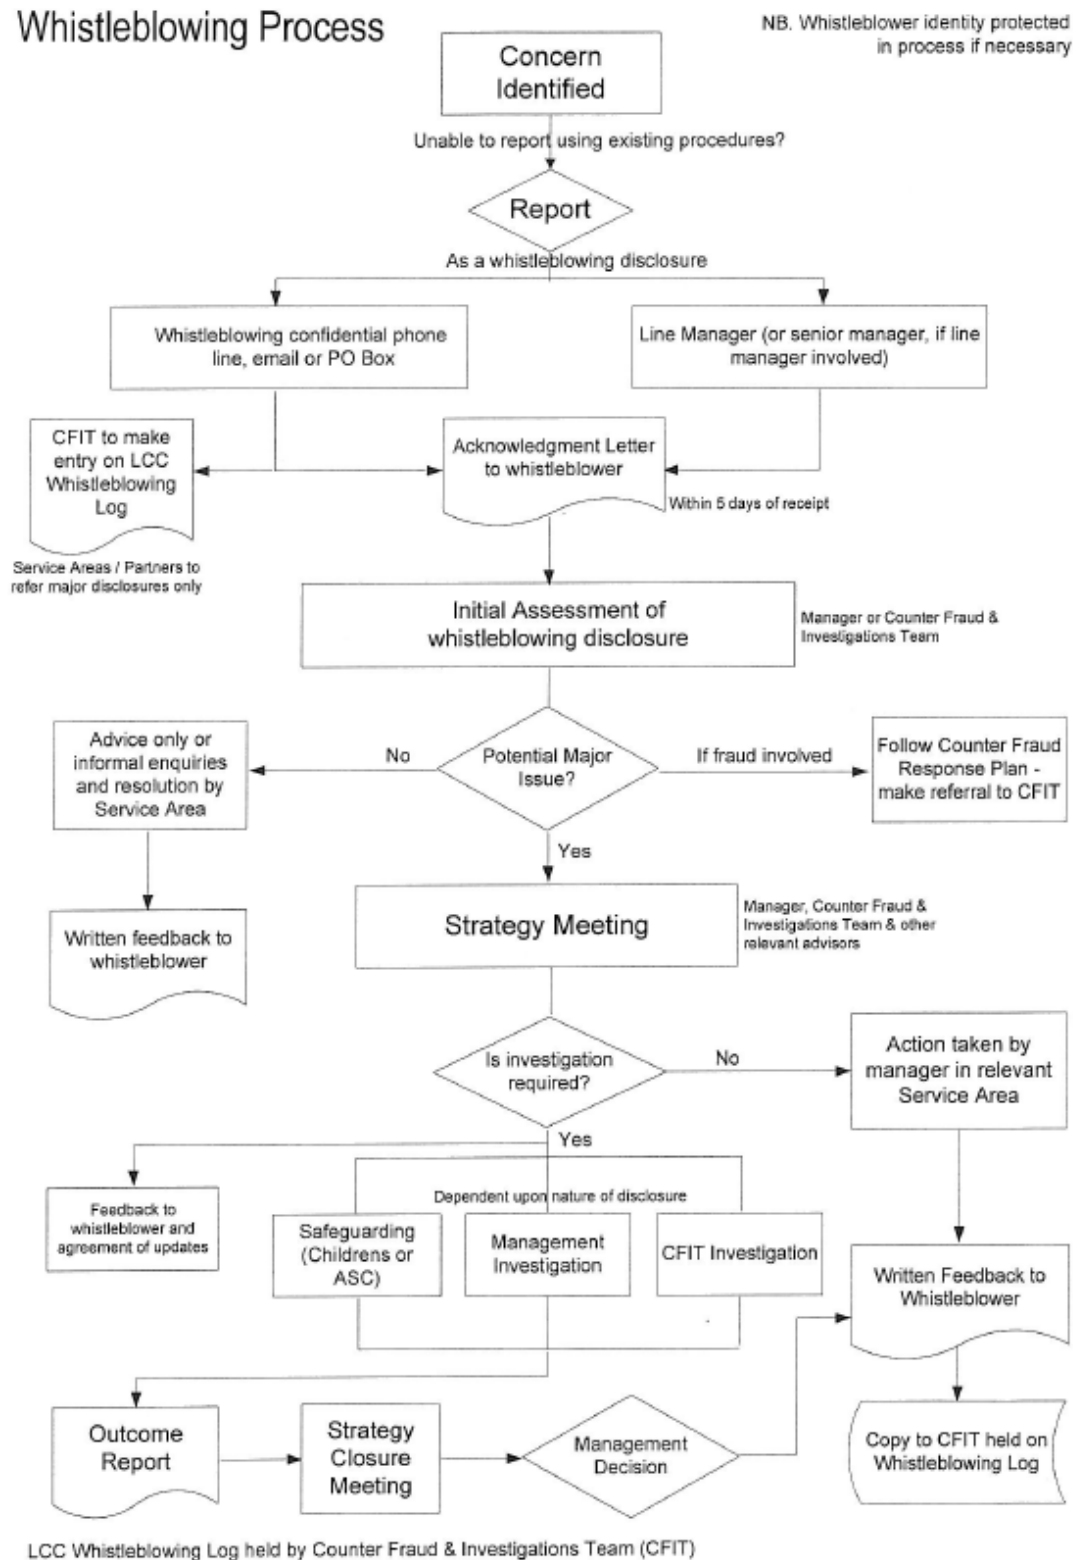 Whistleblowing Process
NB. Whistleblower identity protected
in process if necessary
Concern
Identified
Unable to report using existing procedures?
Report
As a whistleblowing disclosure
Whistleblowing confidential phone
line, email or PO Box
Line Manager (or senior manager, if line
manager involved)
CFIT to make
entry on LCC
Whistleblowing
Log
Acknowledgment Letter
to whistleblower
Within 5 days of receipt
Service Areas / Partners to
refer major disclosures only
Initial Assessment of
whistleblowing disclosure
Manager or Counter Fraud &
Investigations Team
Advice only or
informal enquiries
and resolution by
Service Area
No
Potential Major
Issue?
If fraud involved
Follow Counter Fraud
Response Plan -
make referral to CFIT
Yes
Written feedback to
whistleblower
Strategy Meeting
Manager, Counter Fraud &
Investigations Team & other
relevant advisors
Is investigation
required?
No
Action taken by
manager in relevant
Service Area
Yes
Feedback to
whistleblower and
agreement of updates
Dependent upon nature of disclosure
Safeguarding
(Childrens or
ASC)
Management
Investigation
CFIT Investigation
Written Feedback to
Whistleblower
Outcome
Report
Strategy
Closure
Meeting
Management
Decision
Copy to CFIT held on
Whistleblowing Log
LCC Whistleblowing Log held by Counter Fraud & Investigations Team (CFIT)